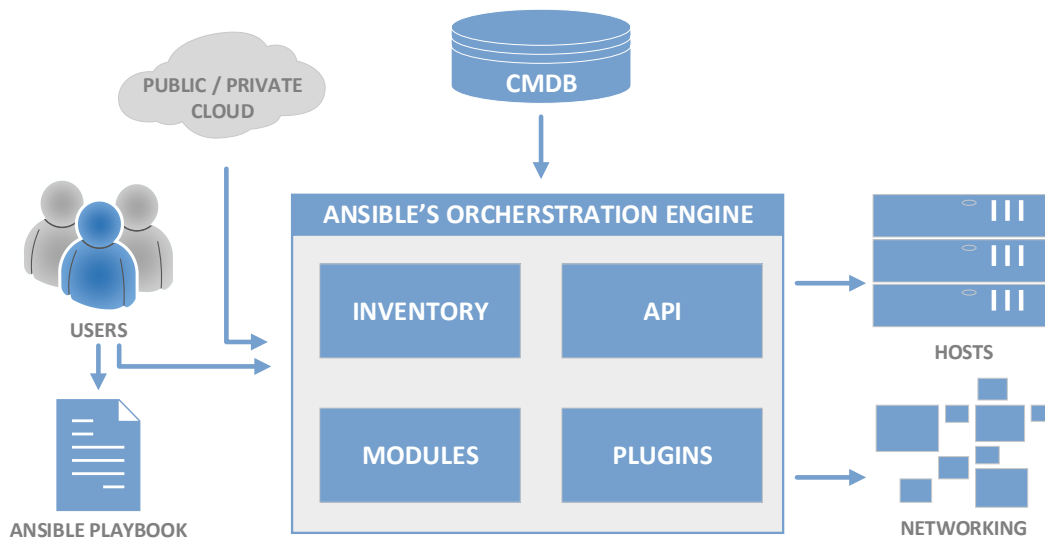 PUBLIC / PRIVATE
CLOUD
CMDB
USERS
ANSIBLE PLAYBOOK
ANSIBLE'S ORCHERSTRATION ENGINE
INVENTORY
API
MODULES
PLUGINS
HOSTS
NETWORKING